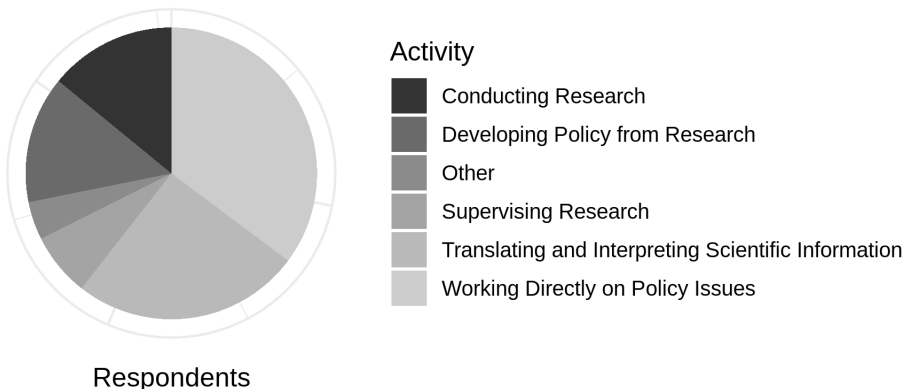 Activity
Conducting Research
Developing Policy from Research
Other
Supervising Research
Translating and Interpreting Scientific Information
Working Directly on Policy Issues
Respondents